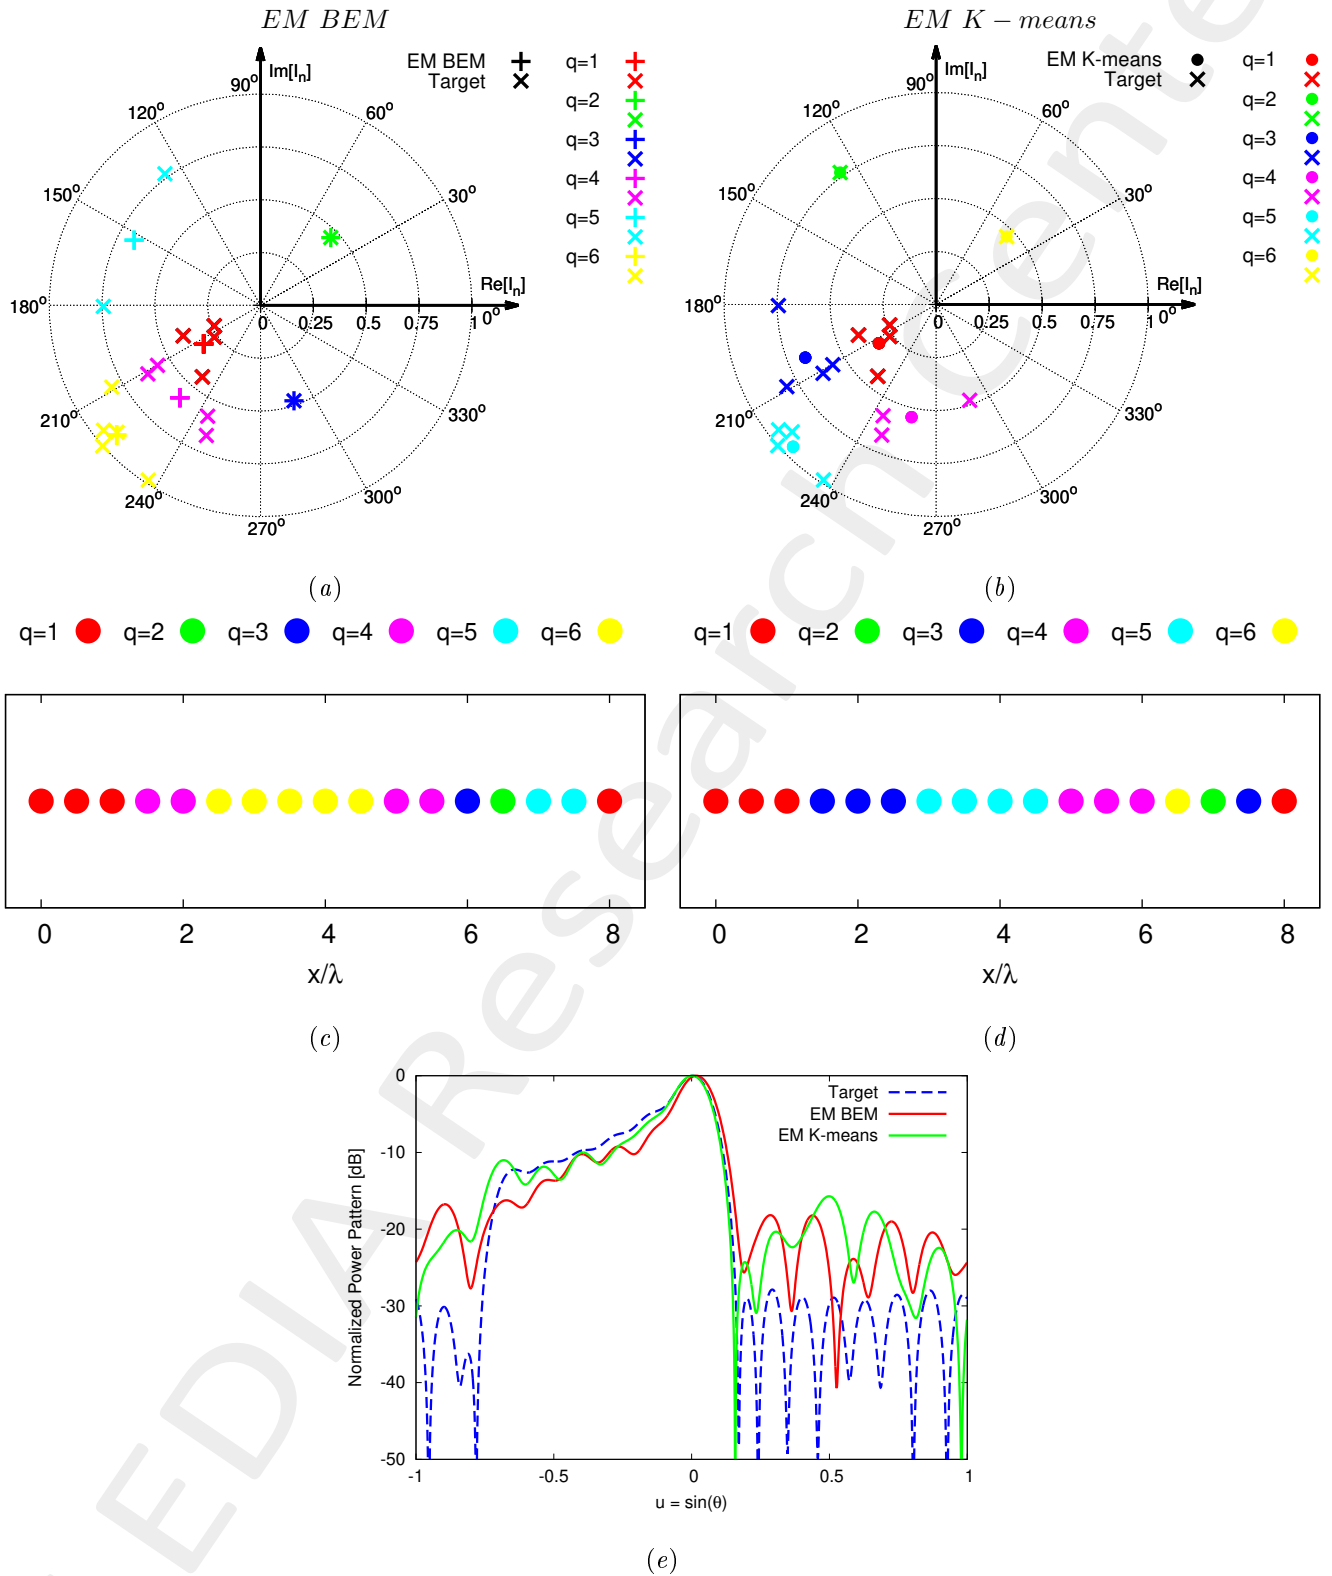 EM BEM
EM K − means
EM BEM
Target
q=1
q=2
q=3
q=4
q=5
q=6
Im[Iₙ]
Re[Iₙ]
90°
120°
60°
150°
30°
180°
0°
210°
330°
240°
300°
270°
0 0.25 0.5 0.75 1
EM K-means
Target
q=1
q=2
q=3
q=4
q=5
q=6
Im[Iₙ]
Re[Iₙ]
90°
120°
60°
150°
30°
180°
0°
210°
330°
240°
300°
270°
0 0.25 0.5 0.75 1
(a)
(b)
q=1 q=2 q=3 q=4 q=5 q=6
q=1 q=2 q=3 q=4 q=5 q=6
0 2 4 6 8
x/λ
0 2 4 6 8
x/λ
(c)
(d)
Target
EM BEM
EM K-means
Normalized Power Pattern [dB]
0
-10
-20
-30
-40
-50
-1 -0.5 0 0.5 1
u = sin(θ)
(e)
EDIA Research Cente